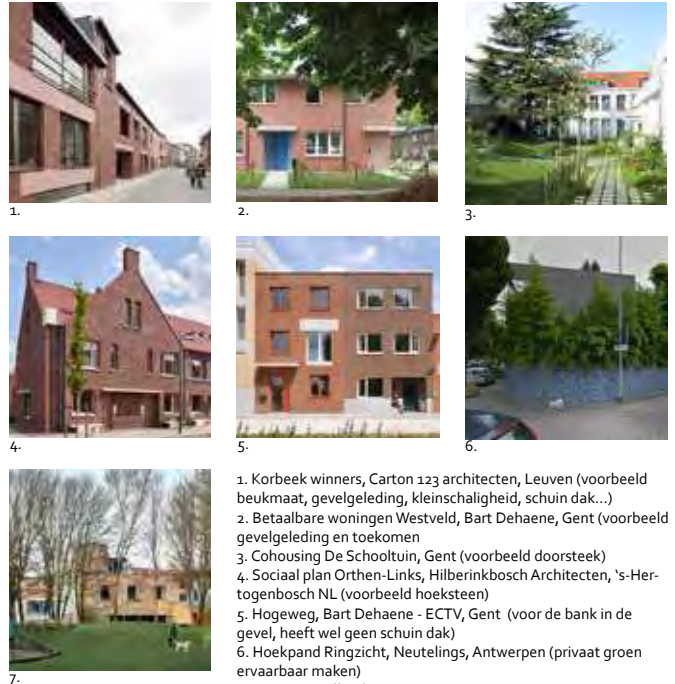 1.
2.
3.
4.
5.
6.
7.
1. Korbeek winners, Carton 123 architecten, Leuven (voorbeeld
beukmaat, gevelgeleding, kleinschaligheid, schuin dak...)
2. Betaalbare woningen Westveld, Bart Dehaene, Gent (voorbeeld
gevelgeleding en toekomen
3. Cohousing De Schooltuin, Gent (voorbeeld doorsteek)
4. Sociaal plan Orthen-Links, Hilberinkbosch Architecten, ‘s-Her-
togenbosch NL (voorbeeld hoeksteen)
5. Hogeweg, Bart Dehaene - ECTV, Gent (voor de bank in de
gevel, heeft wel geen schuin dak)
6. Hoekpand Ringzicht, Neutelings, Antwerpen (privaat groen
ervaarbaar maken)